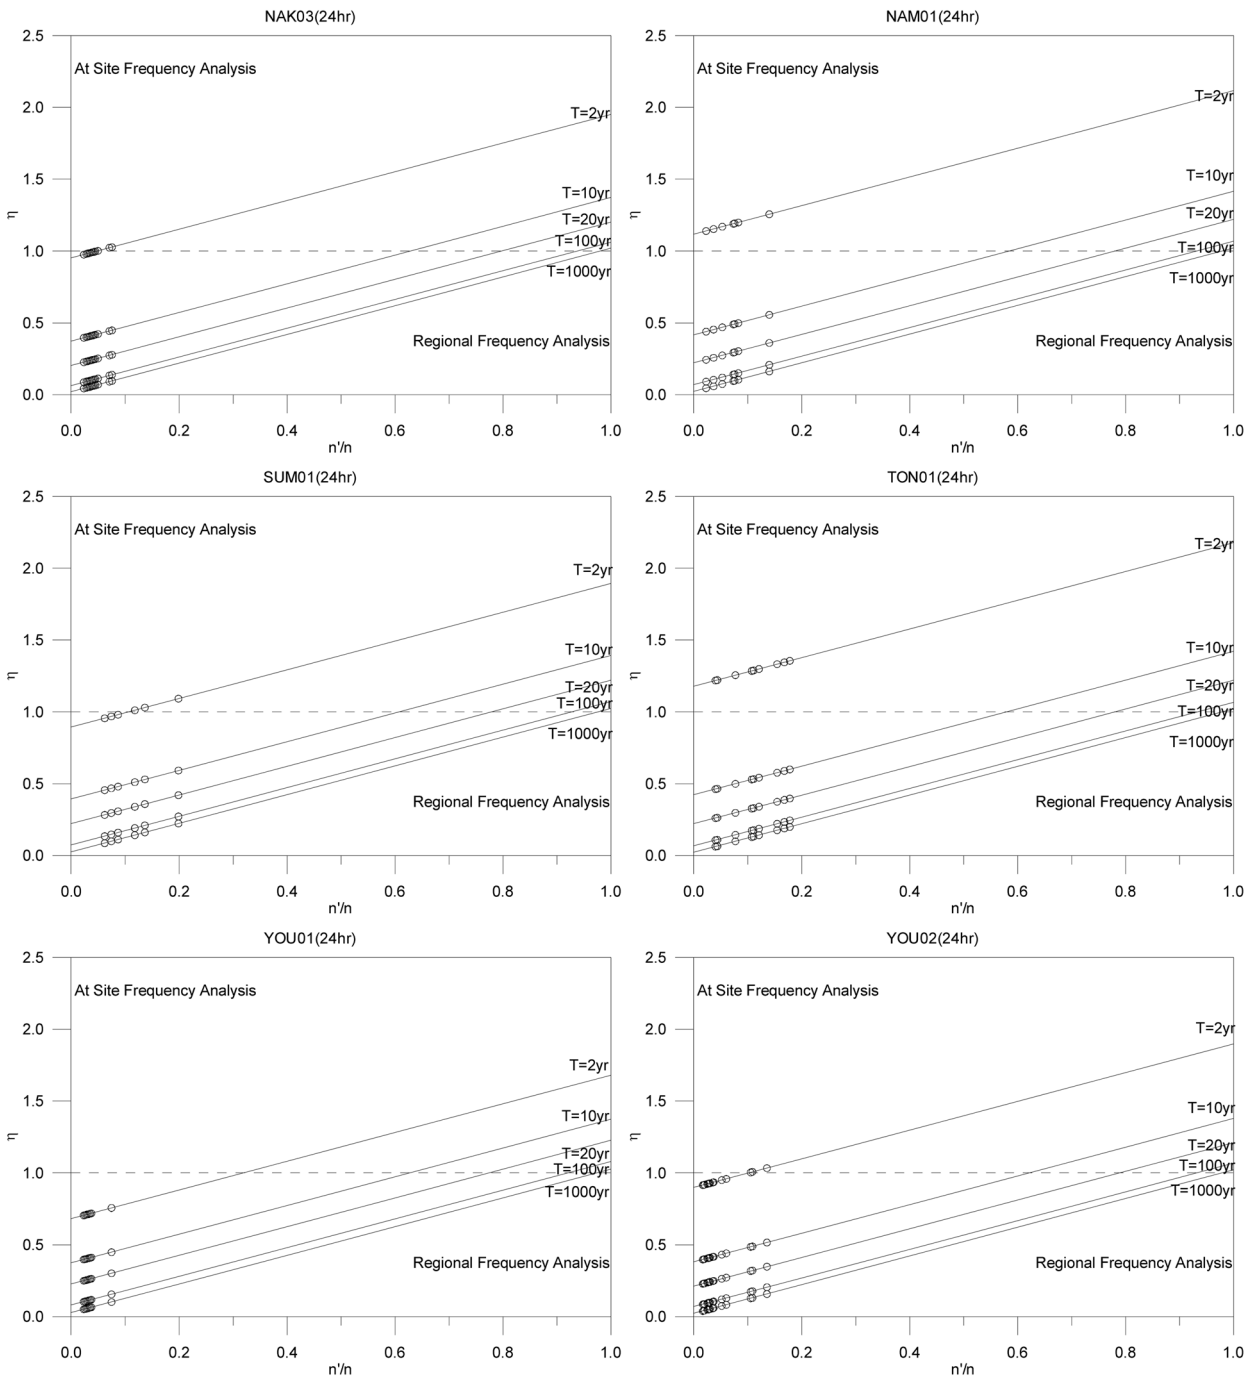 NAK03(24hr)
2.5
At Site Frequency Analysis
2.0
T=2yr
1.5
T=10yr
η
T=20yr
1.0
T=100yr
T=1000yr
0.5
Regional Frequency Analysis
0.0
0.0 0.2 0.4 0.6 0.8 1.0
n'/n
NAM01(24hr)
2.5
At Site Frequency Analysis
2.0
T=2yr
1.5
T=10yr
η
T=20yr
1.0
T=100yr
T=1000yr
0.5
Regional Frequency Analysis
0.0
0.0 0.2 0.4 0.6 0.8 1.0
n'/n
SUM01(24hr)
2.5
At Site Frequency Analysis
2.0
T=2yr
1.5
T=10yr
η
T=20yr
1.0
T=100yr
T=1000yr
0.5
Regional Frequency Analysis
0.0
0.0 0.2 0.4 0.6 0.8 1.0
n'/n
TON01(24hr)
2.5
At Site Frequency Analysis
2.0
T=2yr
1.5
T=10yr
η
T=20yr
1.0
T=100yr
T=1000yr
0.5
Regional Frequency Analysis
0.0
0.0 0.2 0.4 0.6 0.8 1.0
n'/n
YOU01(24hr)
2.5
At Site Frequency Analysis
2.0
T=2yr
1.5
T=10yr
η
T=20yr
1.0
T=100yr
T=1000yr
0.5
Regional Frequency Analysis
0.0
0.0 0.2 0.4 0.6 0.8 1.0
n'/n
YOU02(24hr)
2.5
At Site Frequency Analysis
2.0
T=2yr
1.5
T=10yr
η
T=20yr
1.0
T=100yr
T=1000yr
0.5
Regional Frequency Analysis
0.0
0.0 0.2 0.4 0.6 0.8 1.0
n'/n